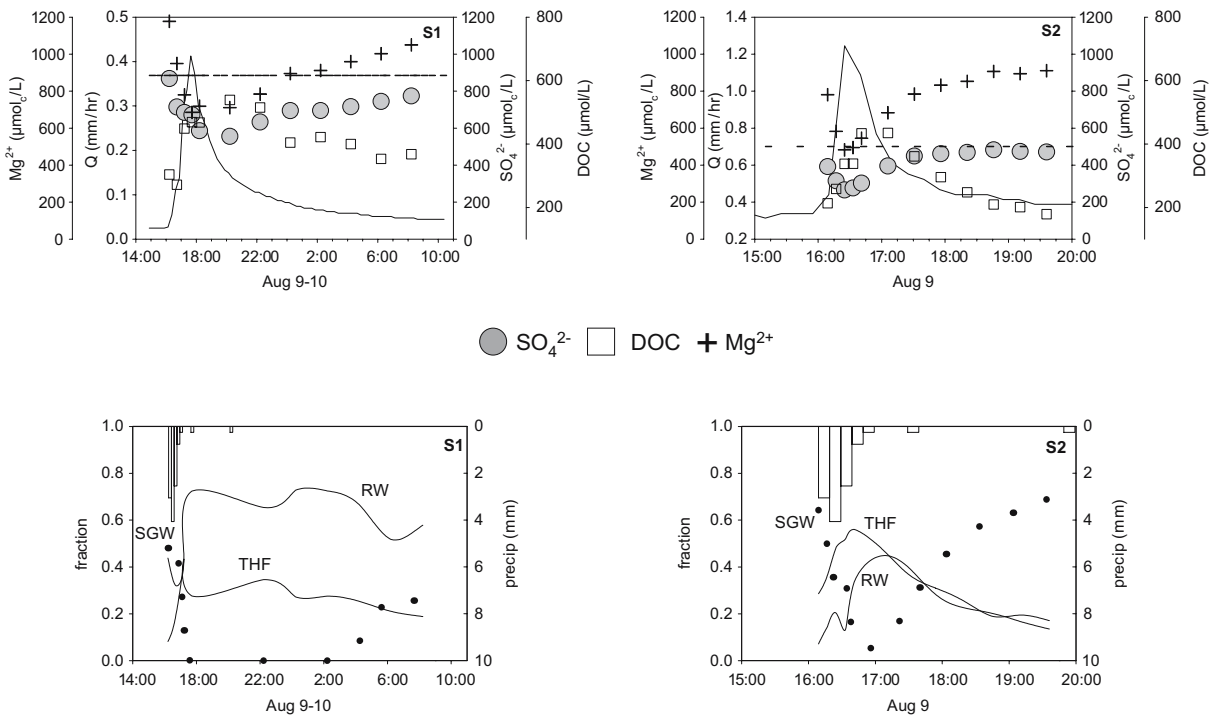 S1
Mg²⁺ (μmol_c/L)
1200
1000
800
600
400
200
0
Q (mm/hr)
0.5
0.4
0.3
0.2
0.1
0.0
SO₄²⁻ (μmol_c/L)
1200
1000
800
600
400
200
0
DOC (μmol/L)
800
600
400
200
14:00 18:00 22:00 2:00 6:00 10:00
Aug 9-10
S2
Mg²⁺ (μmol_c/L)
1200
1000
800
600
400
200
0
Q (mm/hr)
1.4
1.2
1.0
0.8
0.6
0.4
0.2
SO₄²⁻ (μmol_c/L)
1200
1000
800
600
400
200
0
DOC (μmol/L)
800
600
400
200
15:00 16:00 17:00 18:00 19:00 20:00
Aug 9
SO₄²⁻ DOC Mg²⁺
S1
fraction
1.0
0.8
0.6
0.4
0.2
0.0
SGW
RW
THF
precip (mm)
0
2
4
6
8
10
14:00 18:00 22:00 2:00 6:00 10:00
Aug 9-10
S2
fraction
1.0
0.8
0.6
0.4
0.2
0.0
SGW
THF
RW
precip (mm)
0
2
4
6
8
10
15:00 16:00 17:00 18:00 19:00 20:00
Aug 9